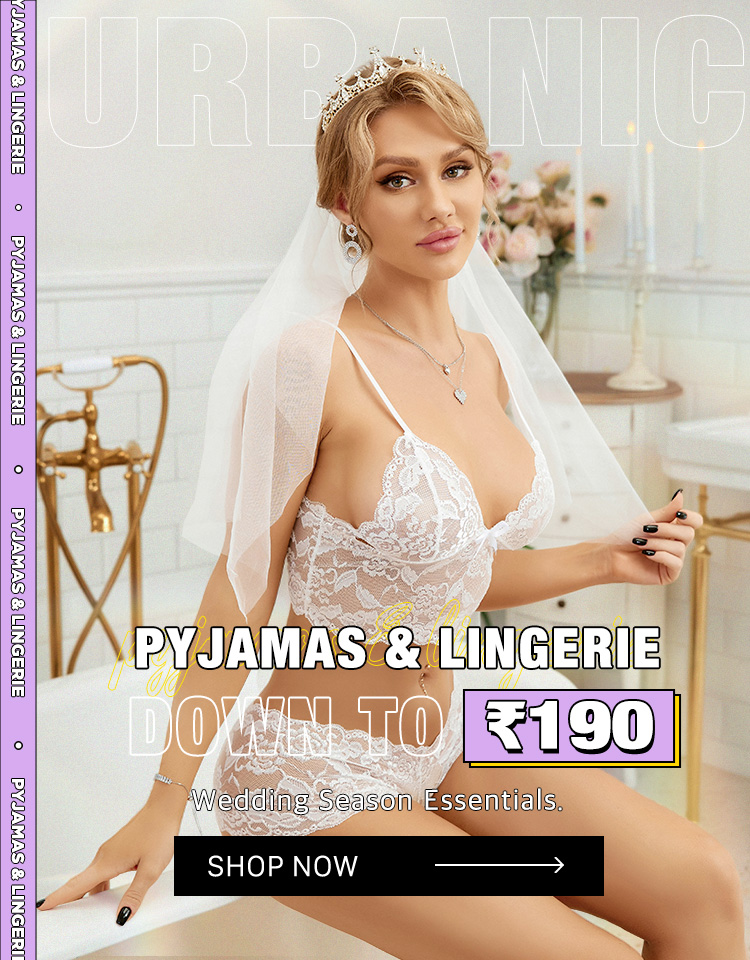 URBANIC
PYJAMAS & LINGERIE
DOWN TO ₹190
Wedding Season Essentials.
SHOP NOW
PYJAMAS & LINGERIE
PYJAMAS & LINGERIE
PYJAMAS & LINGERIE
PYJAMAS & LINGERIE